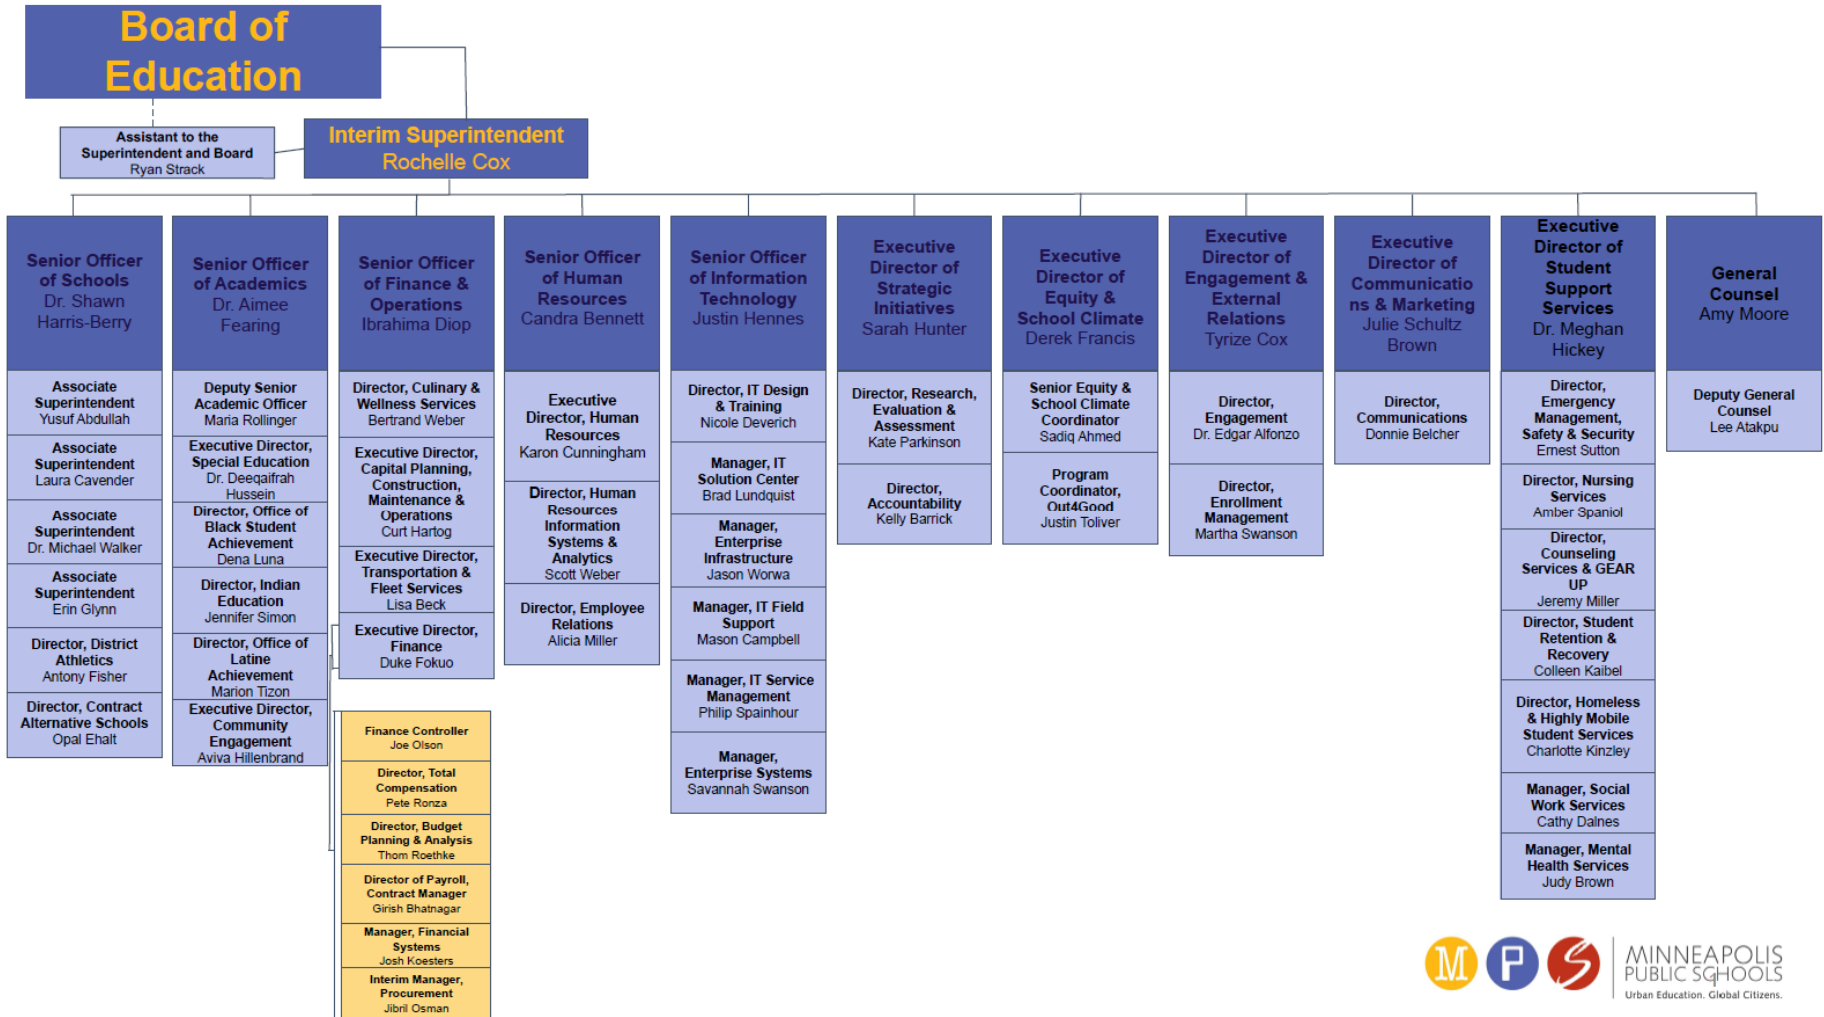 Board of
Education
Assistant to the
Superintendent and Board
Ryan Strack
Interim Superintendent
Rochelle Cox
Senior Officer
of Schools
Dr. Shawn
Harris-Berry
Associate
Superintendent
Yusuf Abdullah
Associate
Superintendent
Laura Cavender
Associate
Superintendent
Dr. Michael Walker
Associate
Superintendent
Erin Glynn
Director, District
Athletics
Antony Fisher
Director, Contract
Alternative Schools
Opal Ehalt
Senior Officer
of Academics
Dr. Aimee
Fearing
Deputy Senior
Academic Officer
Maria Rollinger
Executive Director,
Special Education
Dr. Deeqaifrah
Hussein
Director, Office of
Black Student
Achievement
Dena Luna
Director, Indian
Education
Jennifer Simon
Director, Office of
Latine
Achievement
Marion Tizon
Executive Director,
Community
Engagement
Aviva Hillenbrand
Senior Officer
of Finance &
Operations
Ibrahima Diop
Director, Culinary &
Wellness Services
Bertrand Weber
Executive Director,
Capital Planning,
Construction,
Maintenance &
Operations
Curt Hartog
Executive Director,
Transportation &
Fleet Services
Lisa Beck
Executive Director,
Finance
Duke Fokuo
Finance Controller
Joe Olson
Director, Total
Compensation
Pete Ronza
Director, Budget
Planning & Analysis
Thom Roethke
Director of Payroll,
Contract Manager
Girish Bhatnagar
Manager, Financial
Systems
Josh Koesters
Interim Manager,
Procurement
Jibril Osman
Senior Officer
of Human
Resources
Candra Bennett
Executive
Director, Human
Resources
Karon Cunningham
Director, Human
Resources
Information
Systems &
Analytics
Scott Weber
Director, Employee
Relations
Alicia Miller
Senior Officer
of Information
Technology
Justin Hennes
Director, IT Design
& Training
Nicole Deverich
Manager, IT
Solution Center
Brad Lundquist
Manager,
Enterprise
Infrastructure
Jason Worwa
Manager, IT Field
Support
Mason Campbell
Manager, IT Service
Management
Philip Spainhour
Manager,
Enterprise Systems
Savannah Swanson
Executive
Director of
Strategic
Initiatives
Sarah Hunter
Director, Research,
Evaluation &
Assessment
Kate Parkinson
Director,
Accountability
Kelly Barrick
Executive
Director of
Equity &
School Climate
Derek Francis
Senior Equity &
School Climate
Coordinator
Sadiq Ahmed
Program
Coordinator,
Out4Good
Justin Toliver
Executive
Director of
Engagement &
External
Relations
Tyrize Cox
Director,
Engagement
Dr. Edgar Alfonzo
Director,
Enrollment
Management
Martha Swanson
Executive
Director of
Communicatio
ns & Marketing
Julie Schultz
Brown
Director,
Communications
Donnie Belcher
Executive
Director of
Student
Support
Services
Dr. Meghan
Hickey
Director,
Emergency
Management,
Safety & Security
Ernest Sutton
Director, Nursing
Services
Amber Spaniol
Director,
Counseling
Services & GEAR
UP
Jeremy Miller
Director, Student
Retention &
Recovery
Colleen Kaibel
Director, Homeless
& Highly Mobile
Student Services
Charlotte Kinzley
Manager, Social
Work Services
Cathy Dalnes
Manager, Mental
Health Services
Judy Brown
General
Counsel
Amy Moore
Deputy General
Counsel
Lee Atakpu
M P S
MINNEAPOLIS
PUBLIC SCHOOLS
1
Urban Education. Global Citizens.